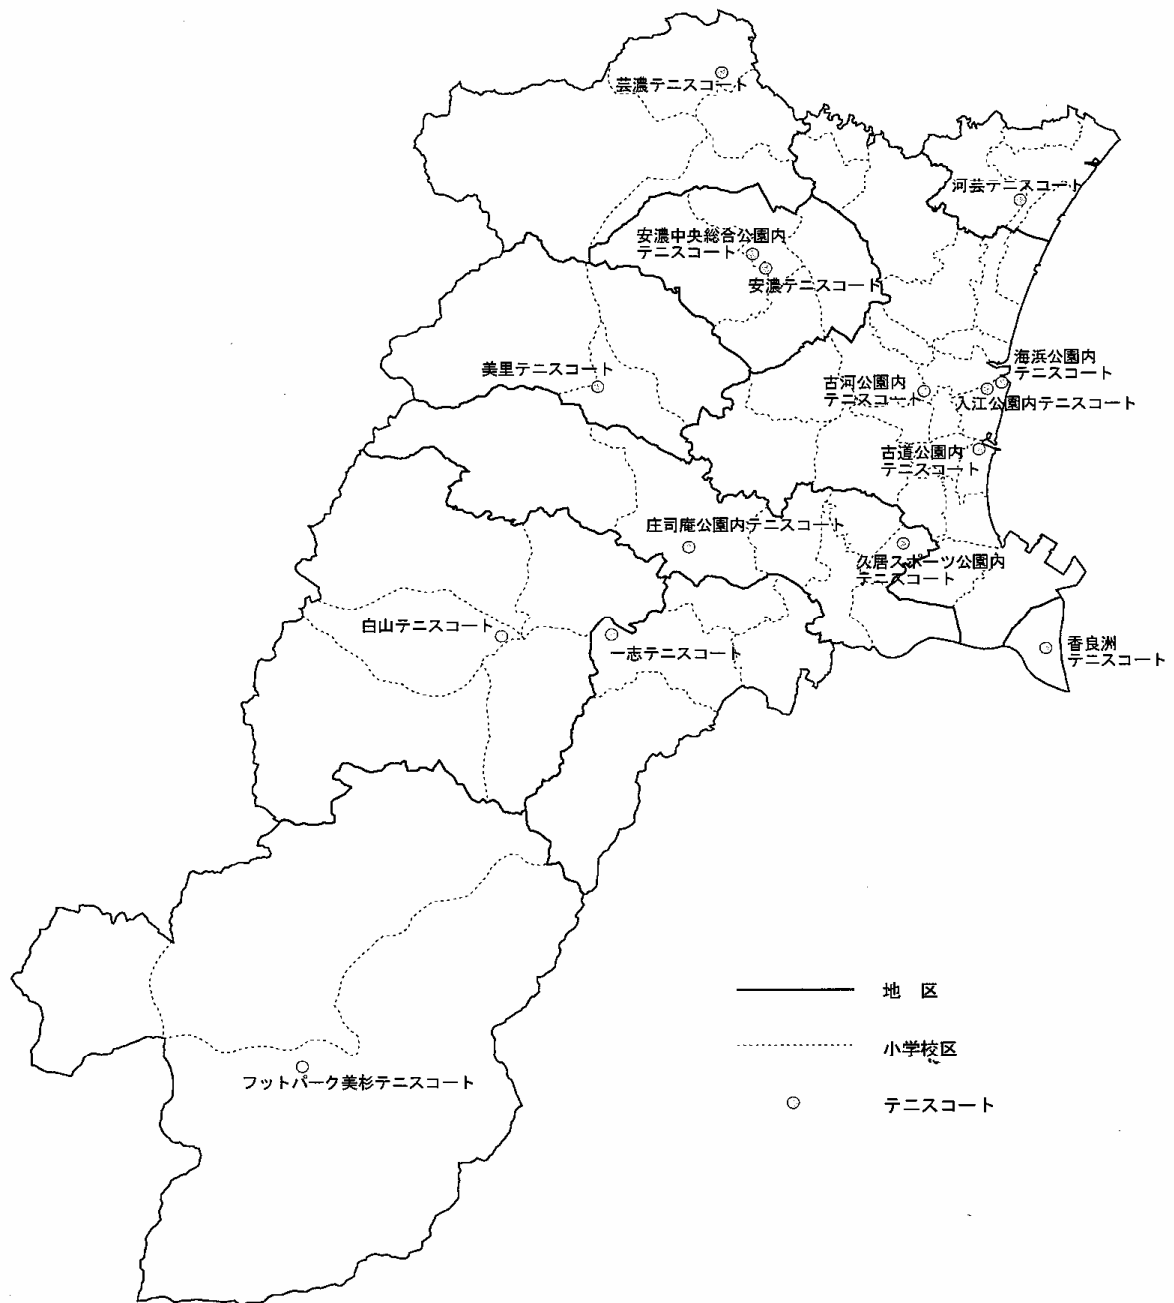 芸濃テニスコート
河芸テニスコート
安濃中央総合公園内
テニスコート
安濃テニスコート
美里テニスコート
海浜公園内
テニスコート
古河公園内
テニスコート
入江公園内テニスコート
古道公園内
テニスコート
庄司庵公園内テニスコート
久居スポーツ公園内
テニスコート
白山テニスコート
一志テニスコート
香良洲
テニスコート
地 区
小学校区
フットパーク美杉テニスコート
テニスコート